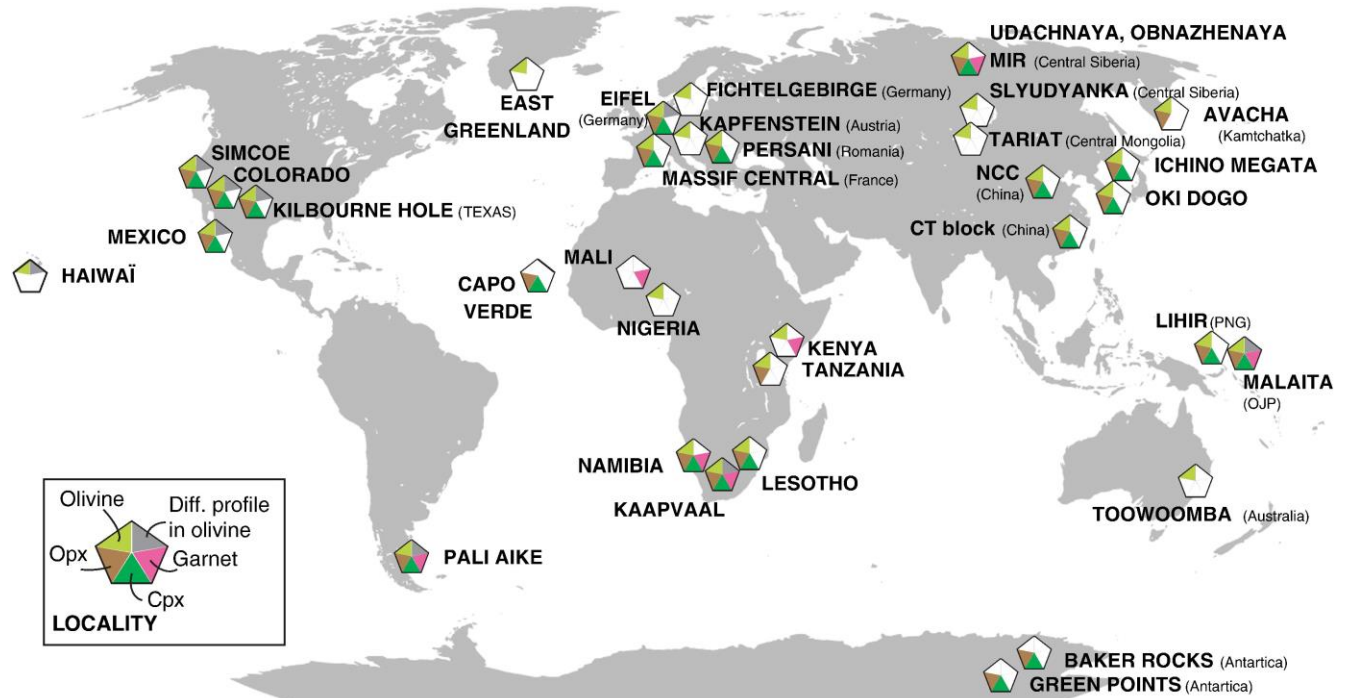 UDACHNAYA, OBNAZHENAYA
MIR (Central Siberia)
SLYUDYANKA (Central Siberia)
EAST
GREENLAND
EIFEL
(Germany)
FICHTELGEBIRGE (Germany)
KAPFENSTEIN (Austria)
PERSANI (Romania)
MASSIF CENTRAL (France)
TARIAT (Central Mongolia)
AVACHA
(Kamtchatka)
ICHINO MEGATA
NCC
(China)
OKI DOGO
CT block (China)
SIMCOE
COLORADO
KILBOURNE HOLE (TEXAS)
MEXICO
HAIWAÏ
CAPO
VERDE
MALI
NIGERIA
KENYA
TANZANIA
LIHIR (PNG)
MALAITA
(OJP)
NAMIBIA
KAAPVAAL
LESOTHO
TOOWOOMBA (Australia)
PALI AIKE
Olivine
Diff. profile
in olivine
Opx
Garnet
Cpx
LOCALITY
BAKER ROCKS (Antartica)
GREEN POINTS (Antartica)